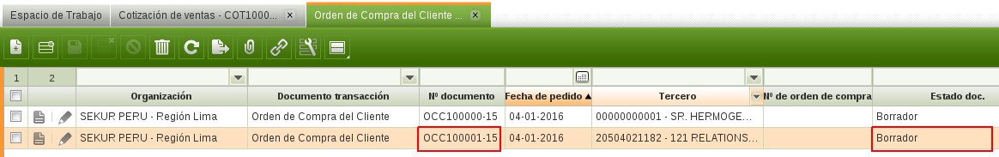 Espacio de Trabajo Cotización de ventas - COT1000... x Orden de Compra del Cliente ... x
1 2
Organización Documento transacción Nº documento Fecha de pedido Tercero Nº de orden de compra Estado doc.
SEKUR PERU - Región Lima Orden de Compra del Cliente OCC100000-15 04-01-2016 00000000001 - SR. HERMOGE... Borrador
SEKUR PERU - Región Lima Orden de Compra del Cliente OCC100001-15 04-01-2016 20504021182 - 121 RELATIONS... Borrador